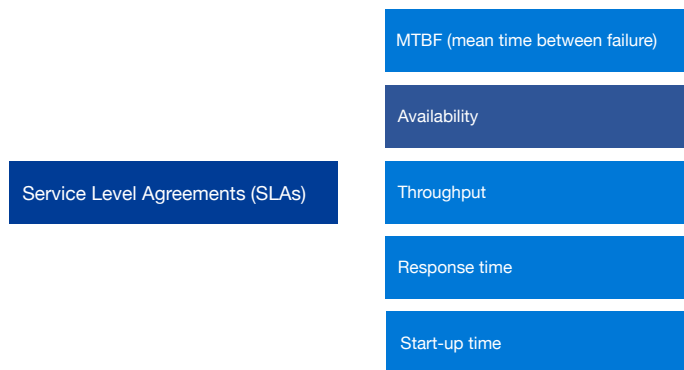 MTBF (mean time between failure)
Availability
Service Level Agreements (SLAs)
Throughput
Response time
Start-up time